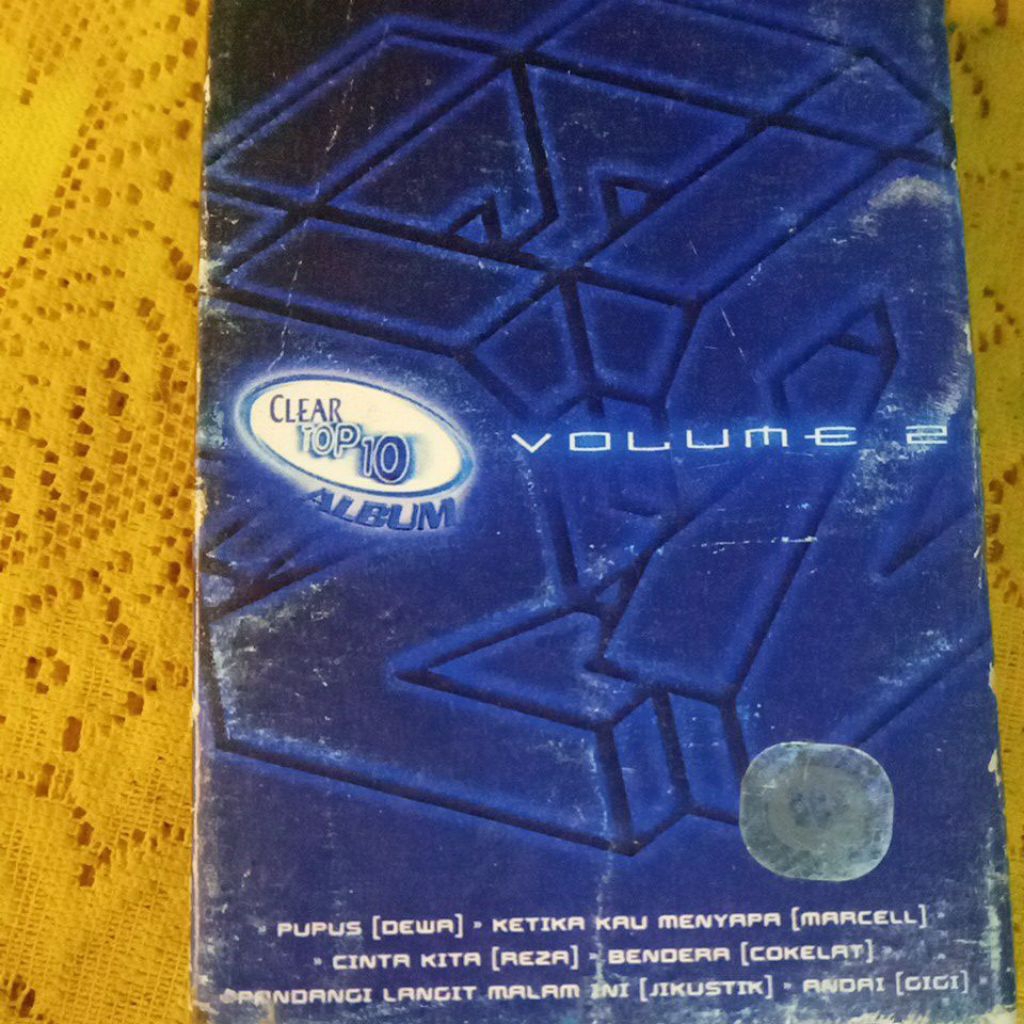 CLEAR
TOP 10
ALBUM
VOLUME 2
PUPUS [DEWA] » KETIKA KAU MENYAPA [MARCELL]
» CINTA KITA [REZA] » BENDERA [COKELAT]
PANDANGI LANGIT MALAM INI [JIKUSTIK] » ANDAI [GIGI]